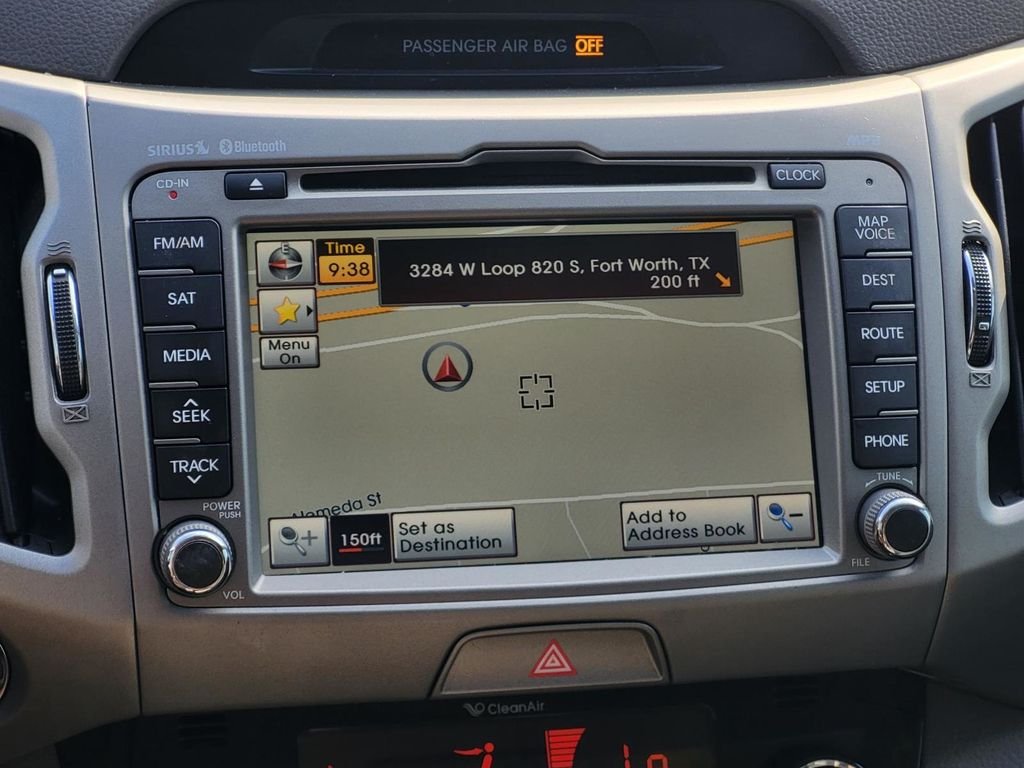 PASSENGER AIR BAG OFF
SIRIUS Bluetooth
MP3
CD-IN
CLOCK
FM/AM
SAT
MEDIA
SEEK
TRACK
POWER
PUSH
VOL
E
Time
9:38
3284 W Loop 820 S, Fort Worth, TX
200 ft
Menu
On
Alameda St
150ft
Set as
Destination
Add to
Address Book
MAP
VOICE
DEST
ROUTE
SETUP
PHONE
TUNE
FILE
CleanAir